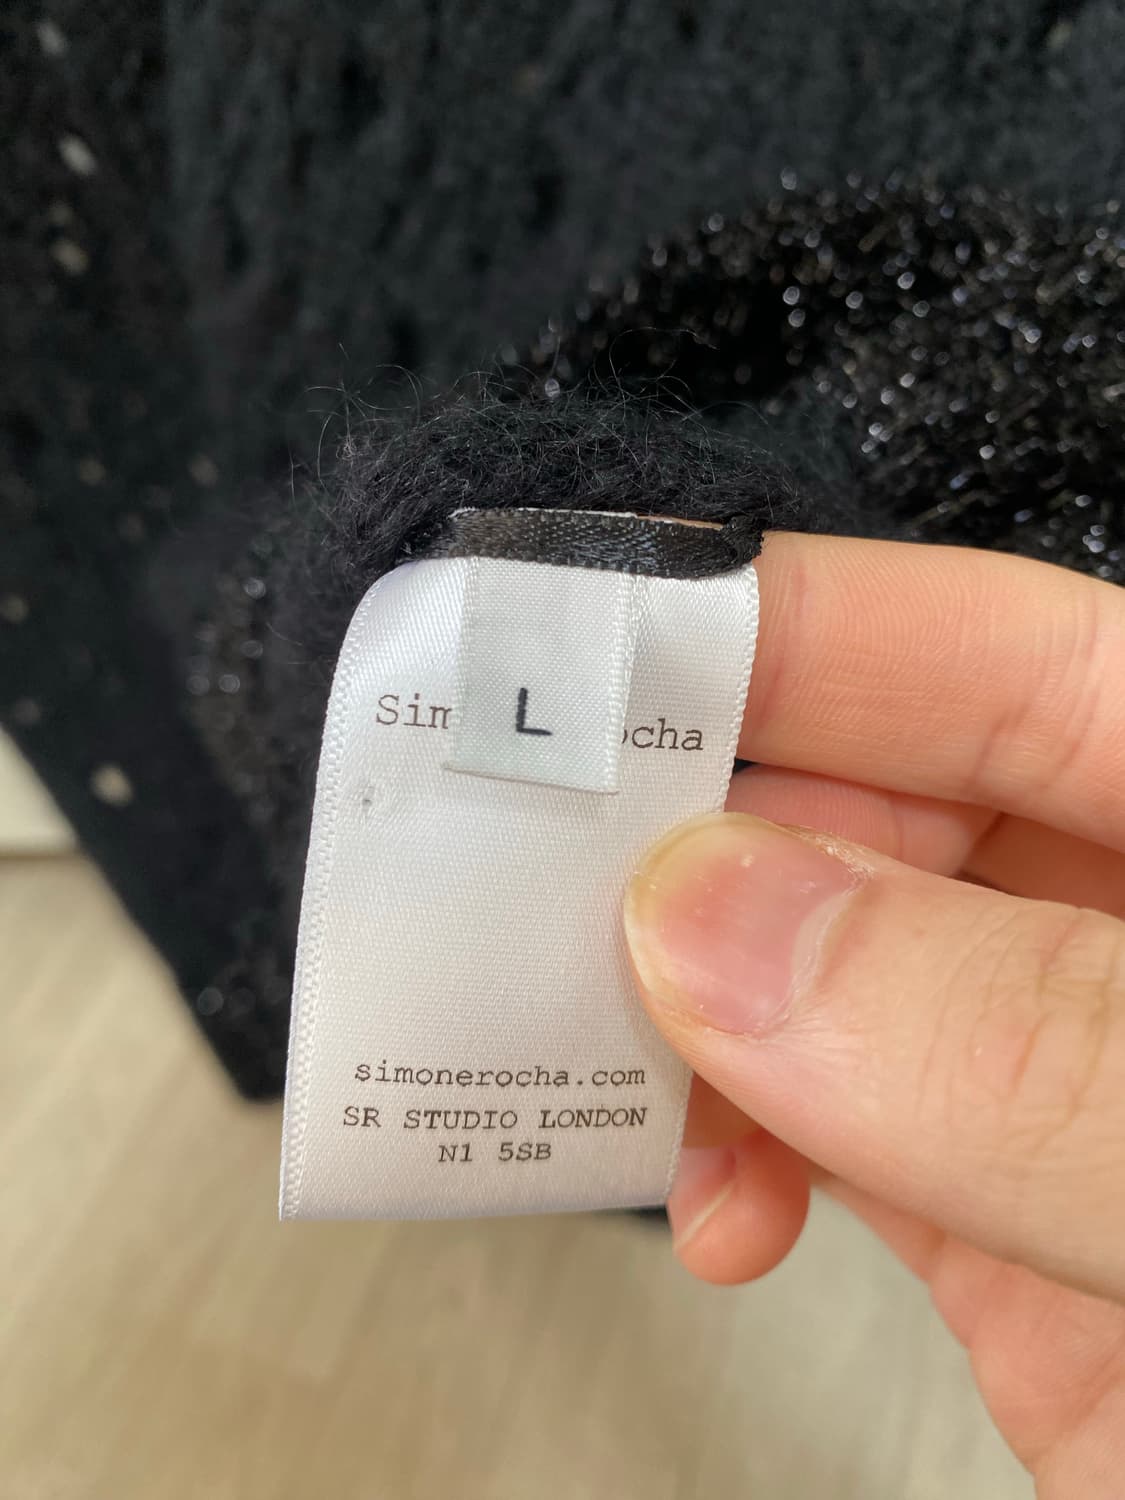 Sim L ocha
simonerocha.com
SR STUDIO LONDON
N1 5SB